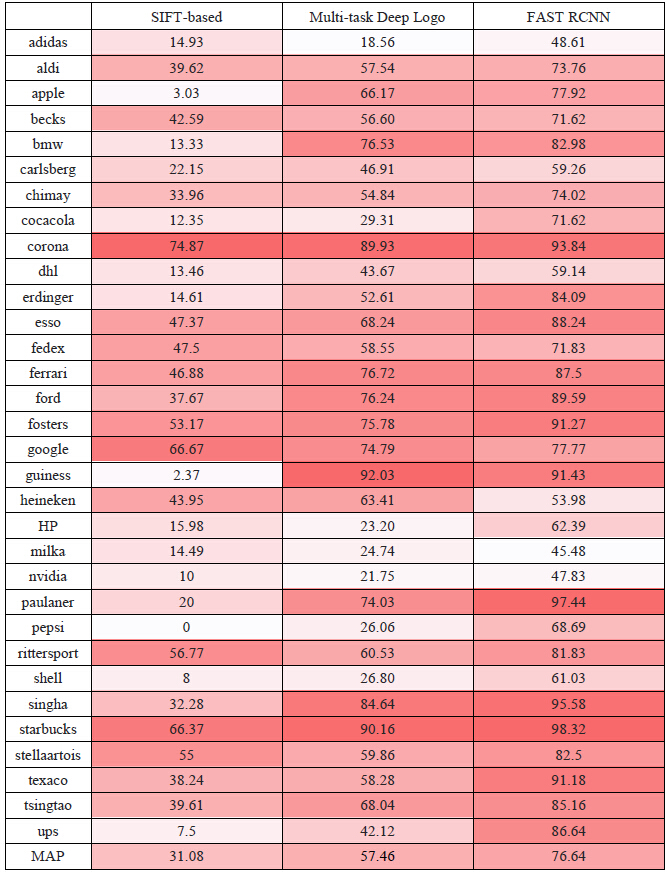 SIFT-based Multi-task Deep Logo FAST RCNN
adidas 14.93 18.56 48.61
aldi 39.62 57.54 73.76
apple 3.03 66.17 77.92
becks 42.59 56.60 71.62
bmw 13.33 76.53 82.98
carlsberg 22.15 46.91 59.26
chimay 33.96 54.84 74.02
cocacola 12.35 29.31 71.62
corona 74.87 89.93 93.84
dhl 13.46 43.67 59.14
erdinger 14.61 52.61 84.09
esso 47.37 68.24 88.24
fedex 47.5 58.55 71.83
ferrari 46.88 76.72 87.5
ford 37.67 76.24 89.59
fosters 53.17 75.78 91.27
google 66.67 74.79 77.77
guiness 2.37 92.03 91.43
heineken 43.95 63.41 53.98
HP 15.98 23.20 62.39
milka 14.49 24.74 45.48
nvidia 10 21.75 47.83
paulaner 20 74.03 97.44
pepsi 0 26.06 68.69
rittersport 56.77 60.53 81.83
shell 8 26.80 61.03
singha 32.28 84.64 95.58
starbucks 66.37 90.16 98.32
stellaartois 55 59.86 82.5
texaco 38.24 58.28 91.18
tsingtao 39.61 68.04 85.16
ups 7.5 42.12 86.64
MAP 31.08 57.46 76.64